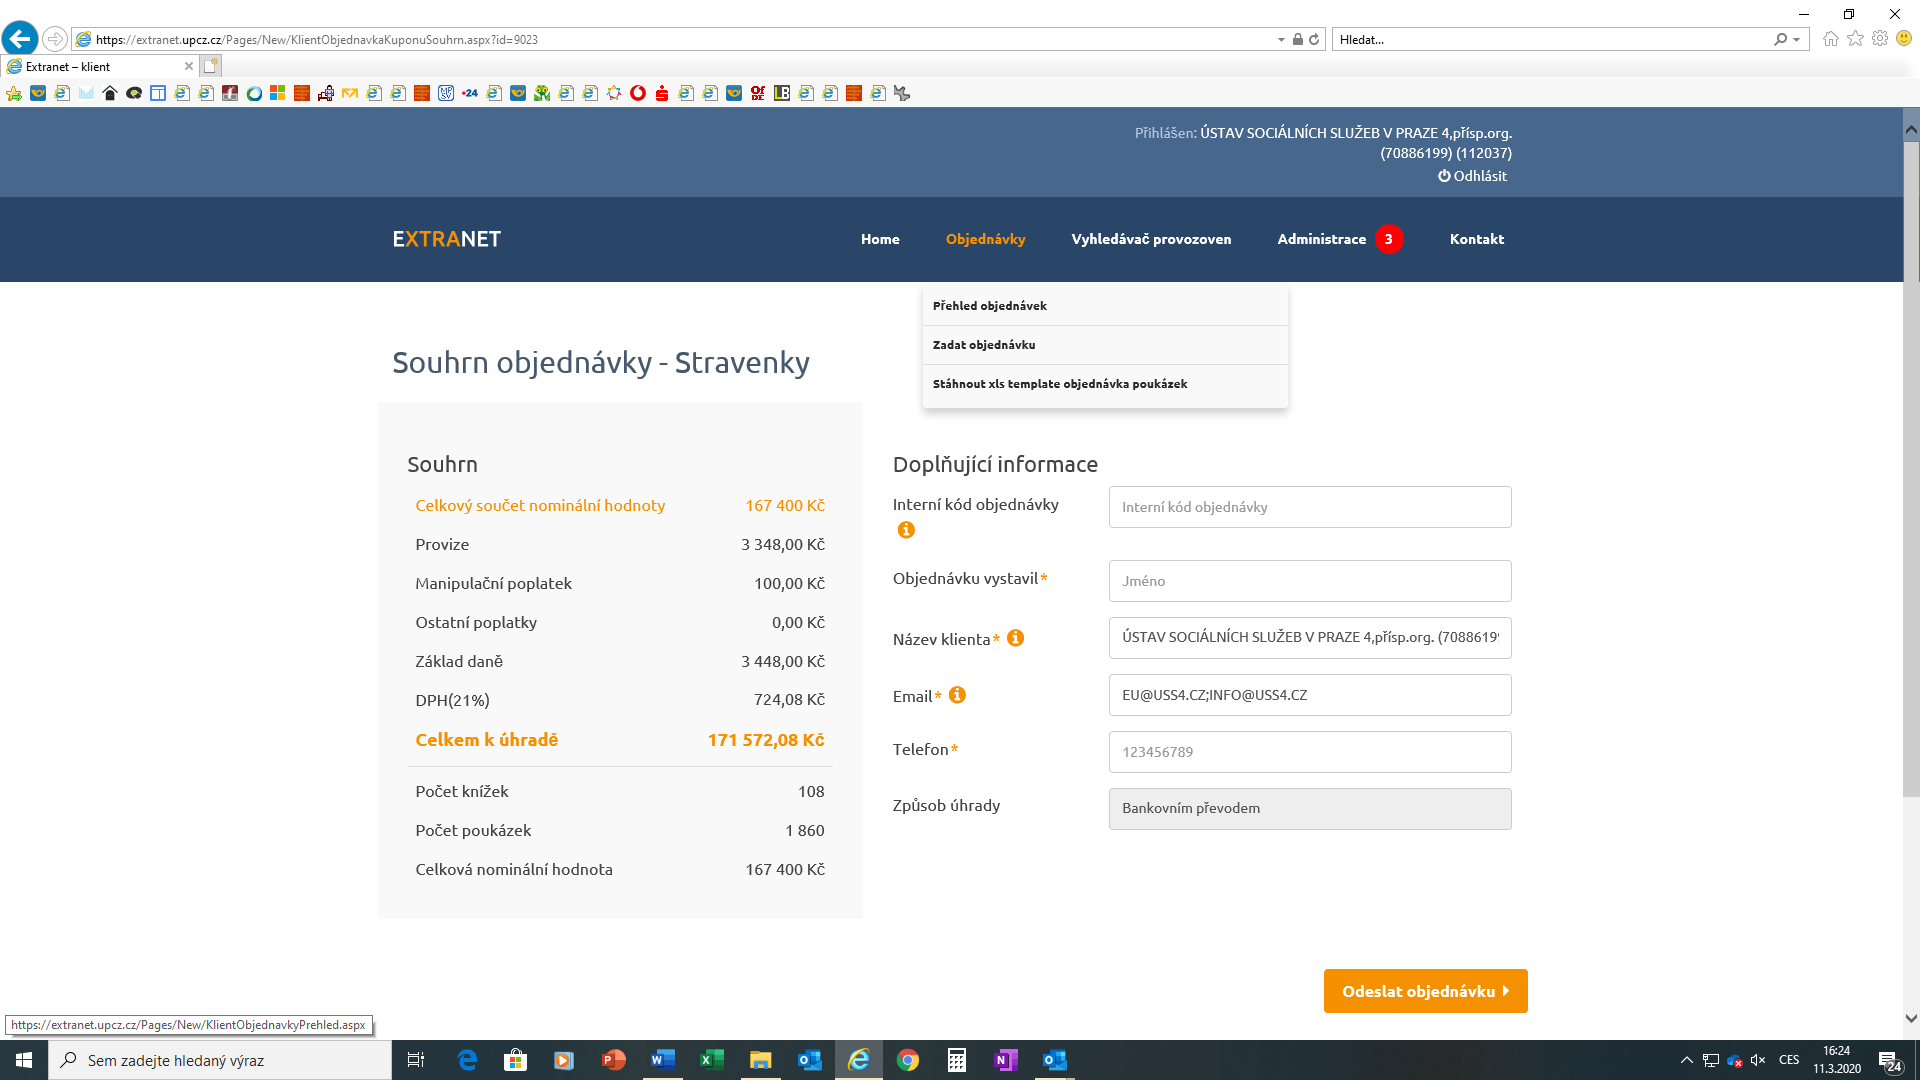 https://extranet.upcz.cz/Pages/New/KlientObjednavkaKuponuSouhrn.aspx?id=9023
Hledat...
Extranet – klient
Přihlášen: ÚSTAV SOCIÁLNÍCH SLUŽEB V PRAZE 4,přísp.org.
(70886199) (112037)
Odhlásit
EXTRANET
Home
Objednávky
Vyhledávač provozoven
Administrace 3
Kontakt
Přehled objednávek
Zadat objednávku
Stáhnout xls template objednávka poukázek
Souhrn objednávky - Stravenky
Souhrn
Celkový součet nominální hodnoty 167 400 Kč
Provize 3 348,00 Kč
Manipulační poplatek 100,00 Kč
Ostatní poplatky 0,00 Kč
Základ daně 3 448,00 Kč
DPH(21%) 724,08 Kč
Celkem k úhradě 171 572,08 Kč
Počet knížek 108
Počet poukázek 1 860
Celková nominální hodnota 167 400 Kč
Doplňující informace
Interní kód objednávky Interní kód objednávky
Objednávku vystavil* Jméno
Název klienta* ÚSTAV SOCIÁLNÍCH SLUŽEB V PRAZE 4,přísp.org. (7088619
Email* EU@USS4.CZ;INFO@USS4.CZ
Telefon* 123456789
Způsob úhrady Bankovním převodem
Odeslat objednávku
https://extranet.upcz.cz/Pages/New/KlientObjednavkyPrehled.aspx
Sem zadejte hledaný výraz
CES
16:24
11.3.2020
24